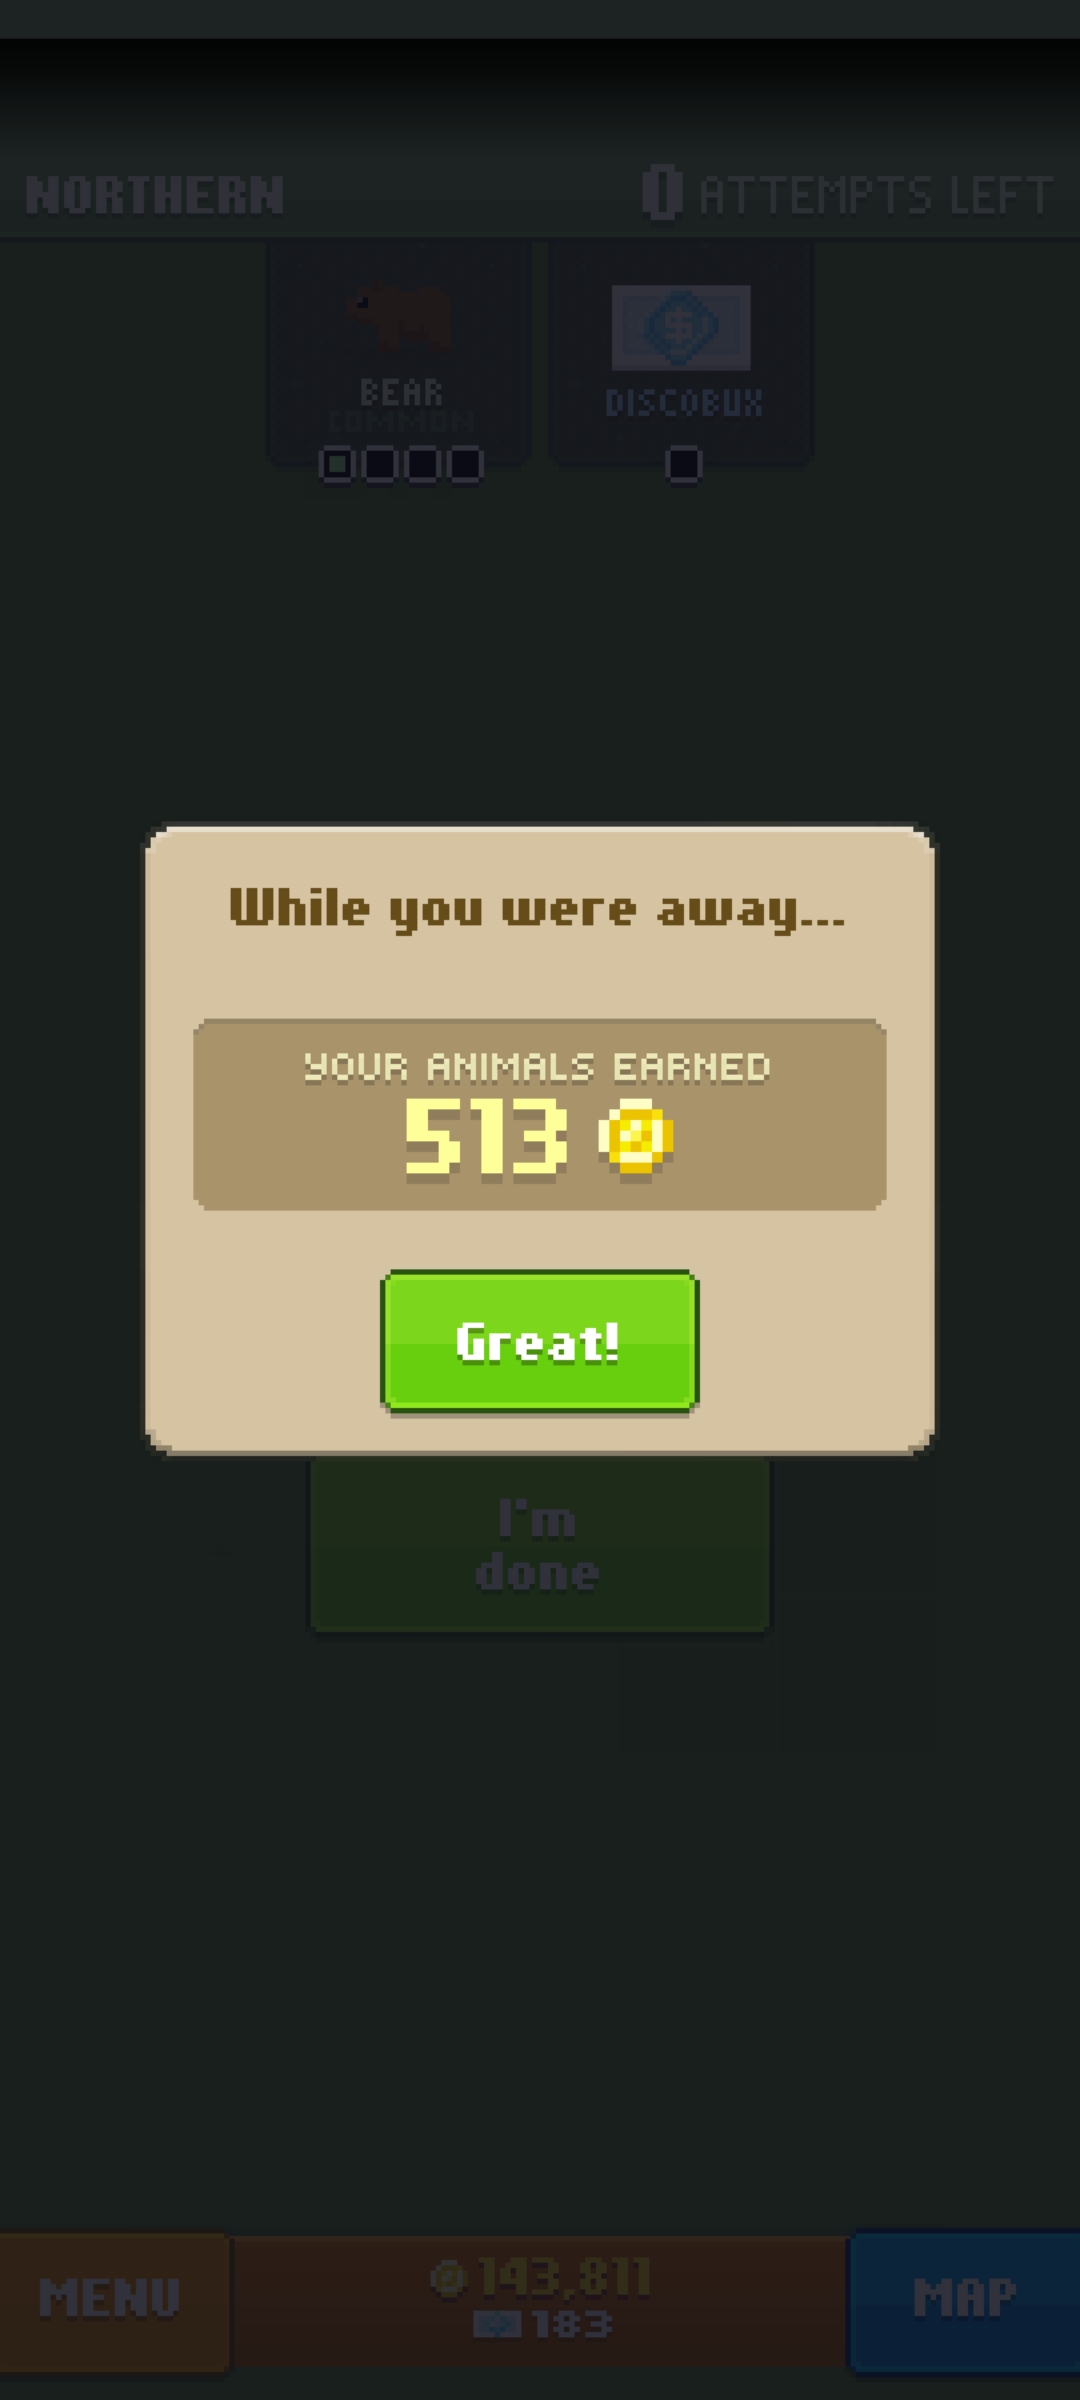 NORTHERN
0 ATTEMPTS LEFT
BEAR
COMMON
$
DISCOBUX
While you were away...
YOUR ANIMALS EARNED
513
Great!
I'm
done
MENU
143,811
183
MAP